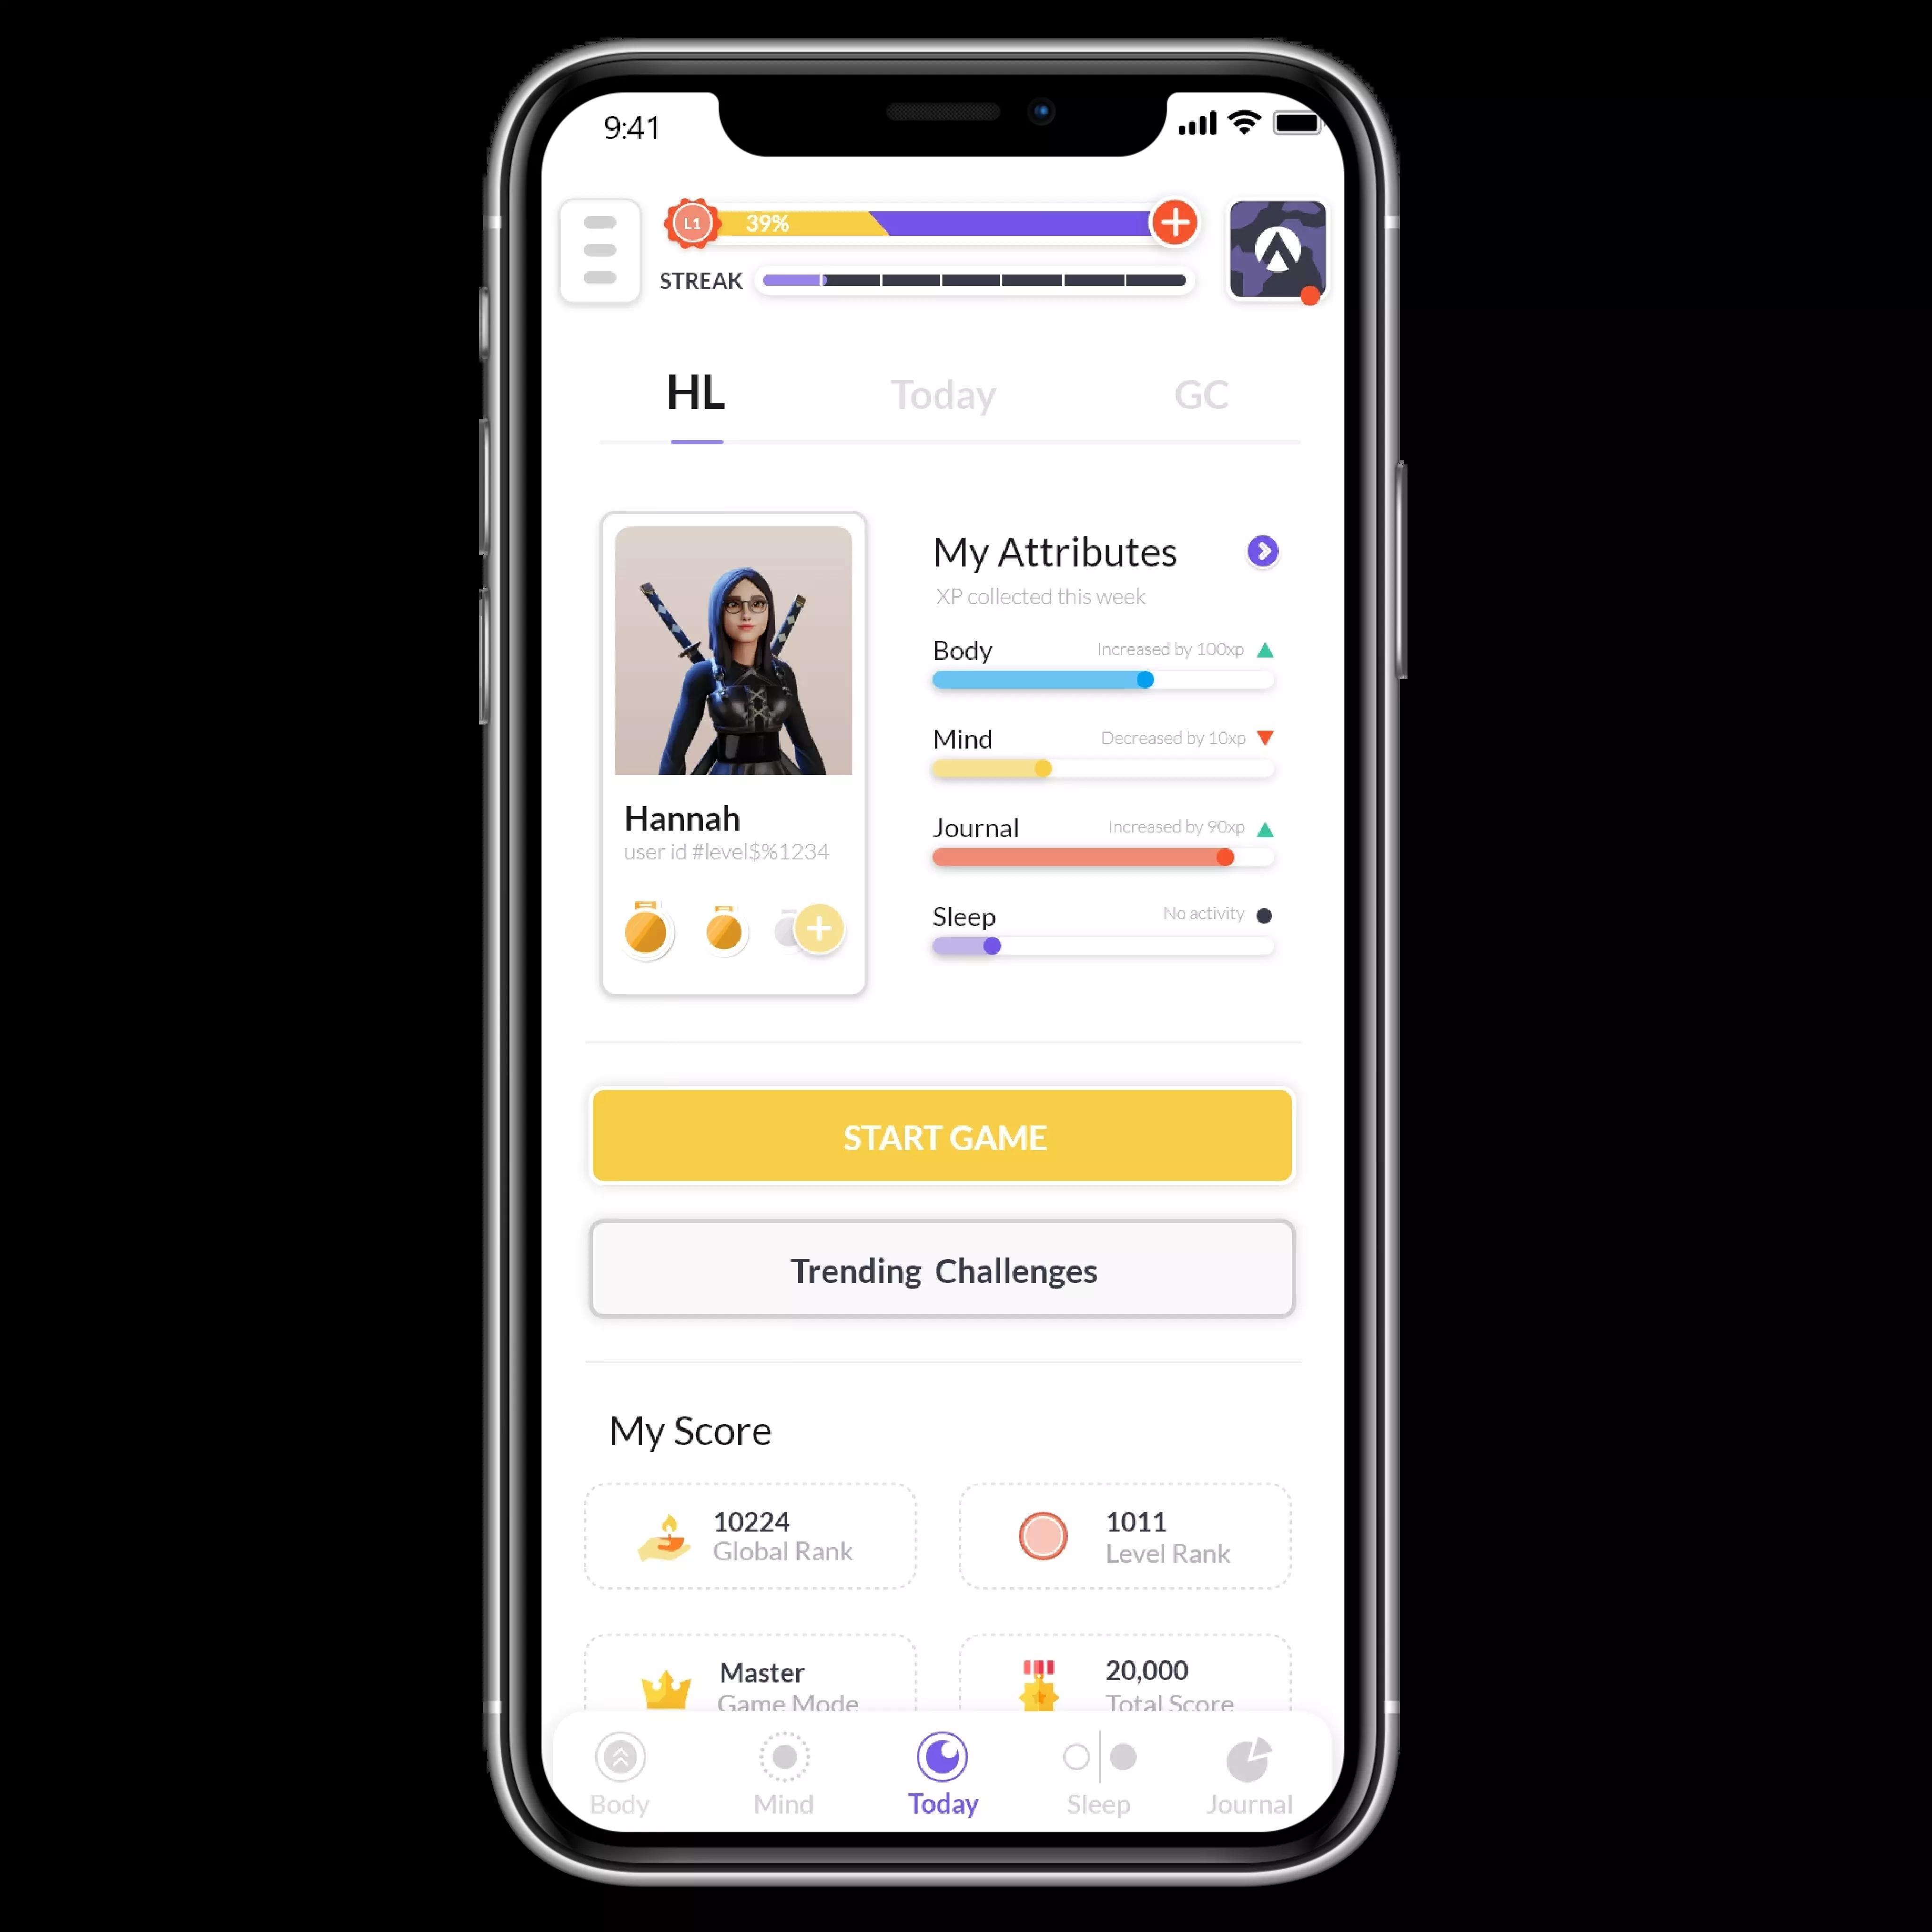 9:41
L1
39%
STREAK
HL
Today
GC
My Attributes
XP collected this week
Body
Increased by 100xp
Mind
Decreased by 10xp
Journal
Increased by 90xp
Sleep
No activity
Hannah
user id #level$%1234
START GAME
Trending Challenges
My Score
10224
Global Rank
1011
Level Rank
Master
Game Mode
20,000
Total Score
Body
Mind
Today
Sleep
Journal